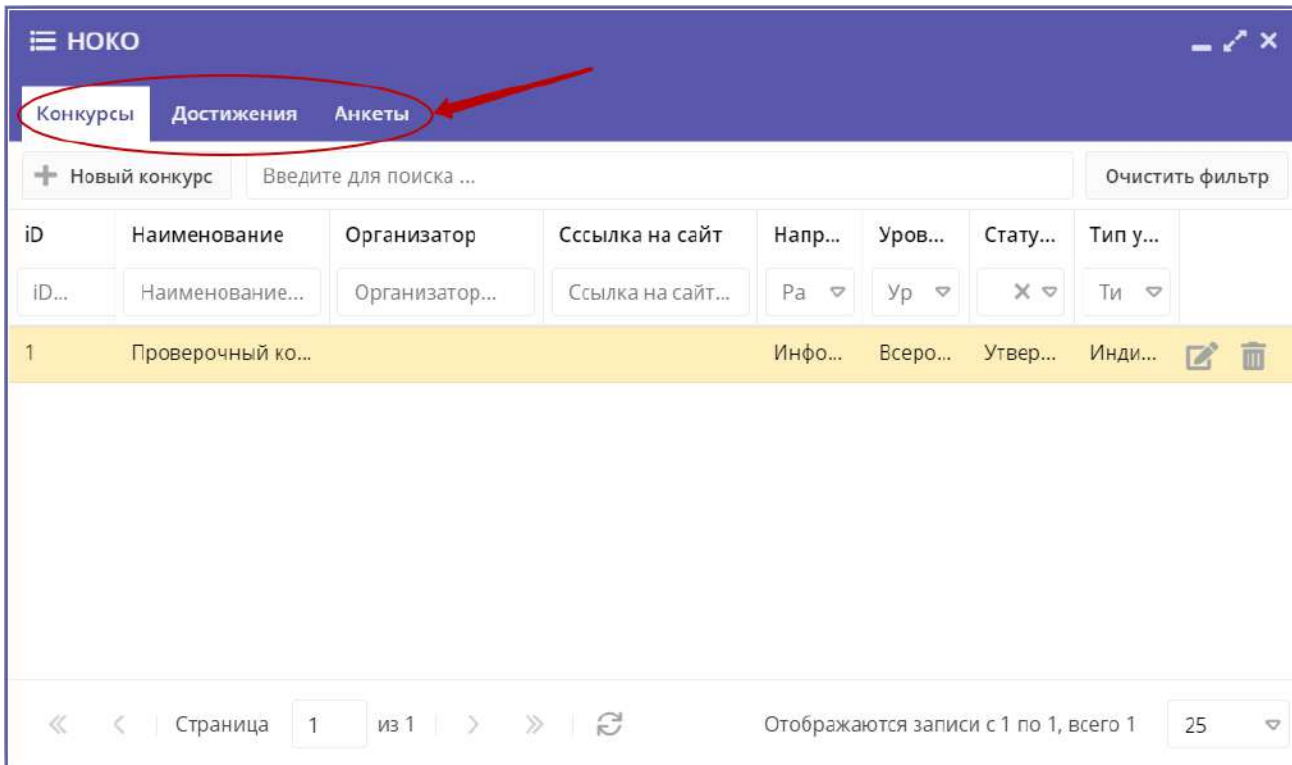 НОКО
Конкурсы Достижения Анкеты
Новый конкурс Введите для поиска ... Очистить фильтр
iD Наименование Организатор Сссылка на сайт Напр... Уров... Стату... Тип у...
iD... Наименование... Организатор... Ссылка на сайт... Ра Ур Ти
1 Проверочный ко... Инфо... Всеро... Утвер... Инди...
Страница 1 из 1 Отображаются записи с 1 по 1, всего 1 25